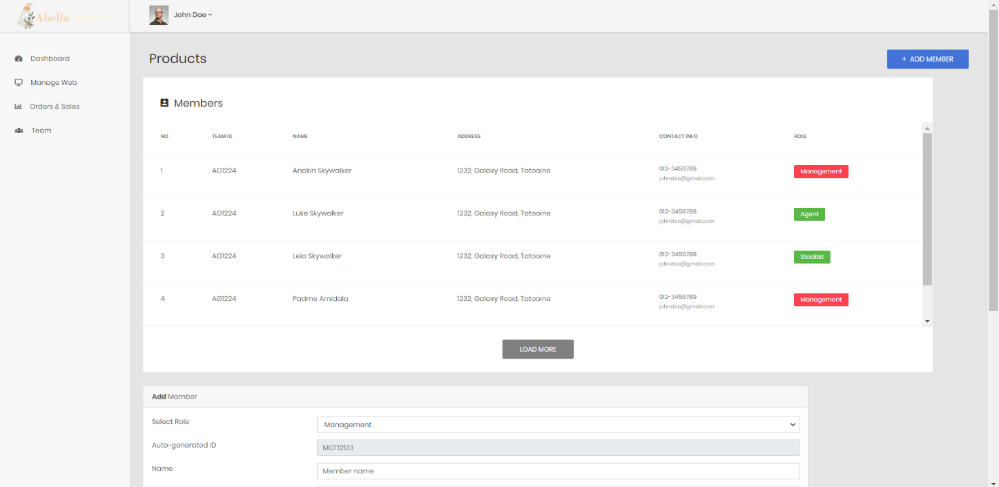 Abella
John Doe
Dashboard
Manage Web
Orders & Sales
Team
Products
+ ADD MEMBER
Members
NO TEAM ID NAME ADDRESS CONTACT INFO ROLE
1 AG1224 Anakin Skywalker 1232, Galaxy Road, Tatooine 012-3456789 Management
johndoe@gmail.com
2 AG1224 Luke Skywalker 1232, Galaxy Road, Tatooine 012-3456789 Agent
johndoe@gmail.com
3 AG1224 Leia Skywalker 1232, Galaxy Road, Tatooine 012-3456789 Stockist
johndoe@gmail.com
4 AG1224 Padme Amidala 1232, Galaxy Road, Tatooine 012-3456789 Management
johndoe@gmail.com
LOAD MORE
Add Member
Select Role Management
Auto-generated ID MGT12123
Name Member name